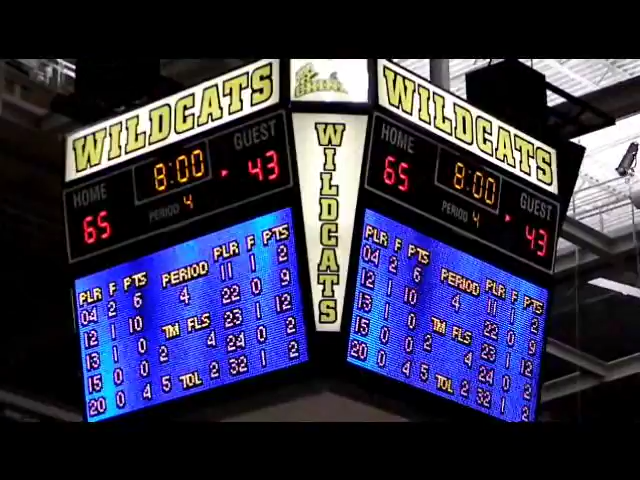 WILDCATS
HOME 8:00 GUEST
65 PERIOD 4 43
PLR F PTS PERIOD PLR F PTS
04 2 6 4 11 1 2
12 1 10 22 0 9
13 1 0 TM FLS 23 1 12
15 0 0 2 4 24 0 2
20 0 4 5 TOL 2 32 1 2
WILDCATS
WILDCATS
HOME 8:00 GUEST
65 PERIOD 4 43
PLR F PTS PERIOD PLR F PTS
04 2 6 4 11 1 2
12 1 10 22 0 9
13 1 0 TM FLS 23 1 12
15 0 0 2 4 24 0 2
20 0 4 5 TOL 2 32 1 2